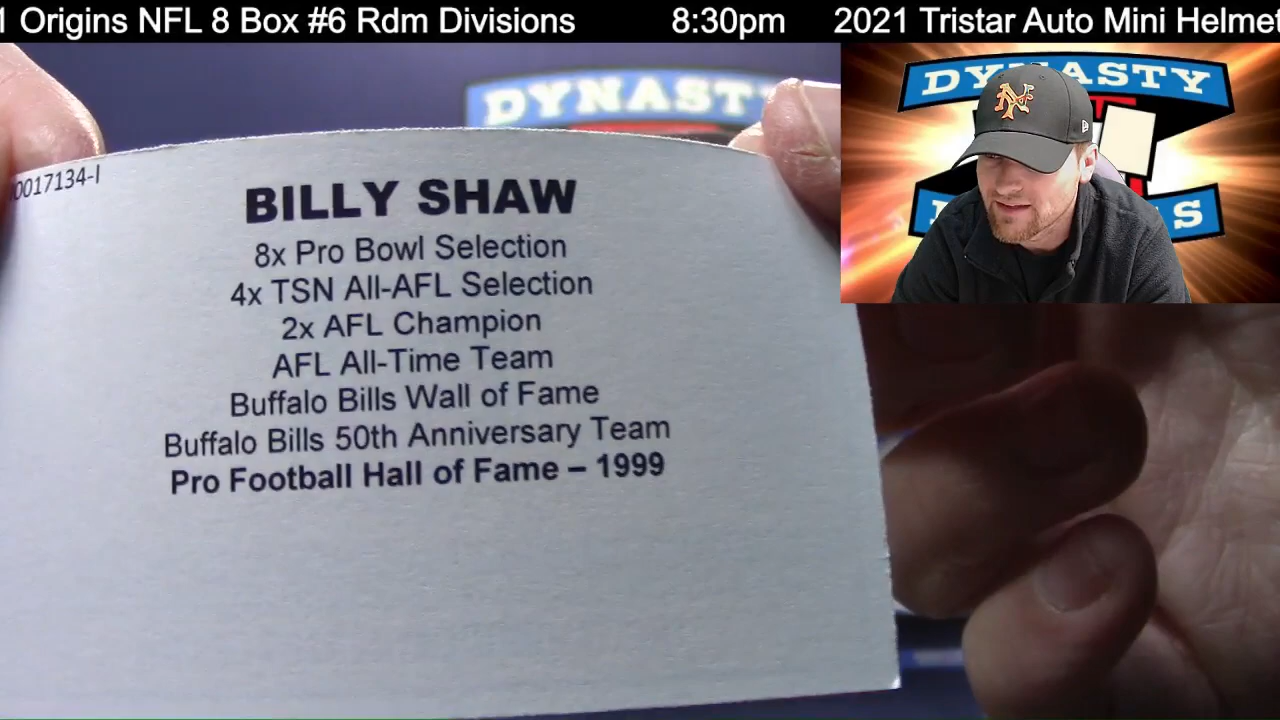 1 Origins NFL 8 Box #6 Rdm Divisions 8:30pm 2021 Tristar Auto Mini Helmet
DYNASTY
DYNASTY
0017134-I
BILLY SHAW
8x Pro Bowl Selection
4x TSN All-AFL Selection
2x AFL Champion
AFL All-Time Team
Buffalo Bills Wall of Fame
Buffalo Bills 50th Anniversary Team
Pro Football Hall of Fame – 1999